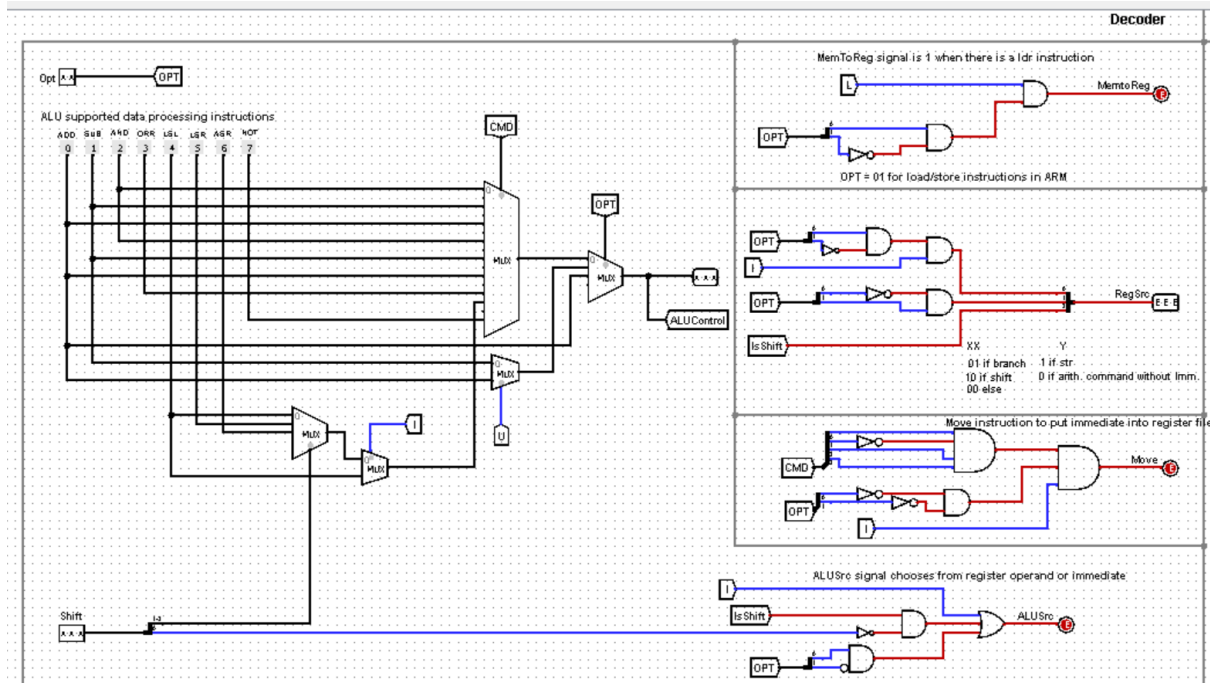 Decoder
Opt
OPT
ALU supported data processing instructions
ADD SUB AND ORR LSL LSR ASR NOT
0 1 2 3 4 5 6 7
CMD
MUX
OPT
MUX
ALUControl
MUX
U
MUX
I
MUX
Shift
MemToReg signal is 1 when there is a ldr instruction
L
MemtoReg
E
OPT
OPT = 01 for load/store instructions in ARM
OPT
I
OPT
RegSrc
E E E
IsShift
XX Y
01 if branch 1 if str
10 if shift 0 if arith. command without Imm.
00 else
Move instruction to put immediate into register file
CMD
Move
E
OPT
I
ALUSrc signal chooses from register operand or immediate
I
IsShift
ALUSrc
E
OPT